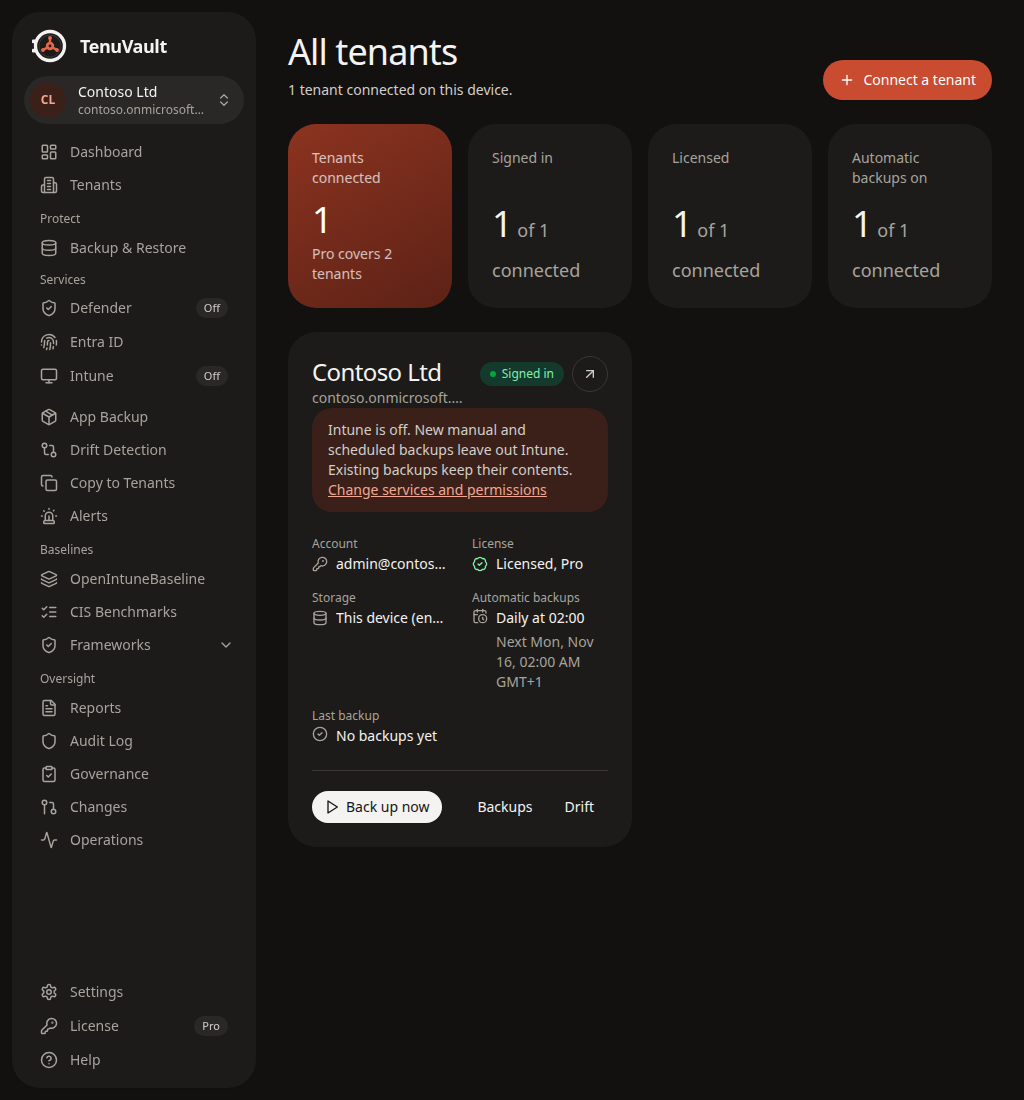 TenuVault
CL
Contoso Ltd
contoso.onmicrosoft...
Dashboard
Tenants
Protect
Backup & Restore
Services
Defender
Off
Entra ID
Intune
Off
App Backup
Drift Detection
Copy to Tenants
Alerts
Baselines
OpenIntuneBaseline
CIS Benchmarks
Frameworks
Oversight
Reports
Audit Log
Governance
Changes
Operations
Settings
License
Pro
Help
All tenants
1 tenant connected on this device.
Connect a tenant
Tenants
connected
1
Pro covers 2
tenants
Signed in
1 of 1
connected
Licensed
1 of 1
connected
Automatic
backups on
1 of 1
connected
Contoso Ltd
contoso.onmicrosoft....
Signed in
Intune is off. New manual and
scheduled backups leave out Intune.
Existing backups keep their contents.
Change services and permissions
Account
admin@contos...
License
Licensed, Pro
Storage
This device (en...
Automatic backups
Daily at 02:00
Next Mon, Nov
16, 02:00 AM
GMT+1
Last backup
No backups yet
Back up now
Backups
Drift